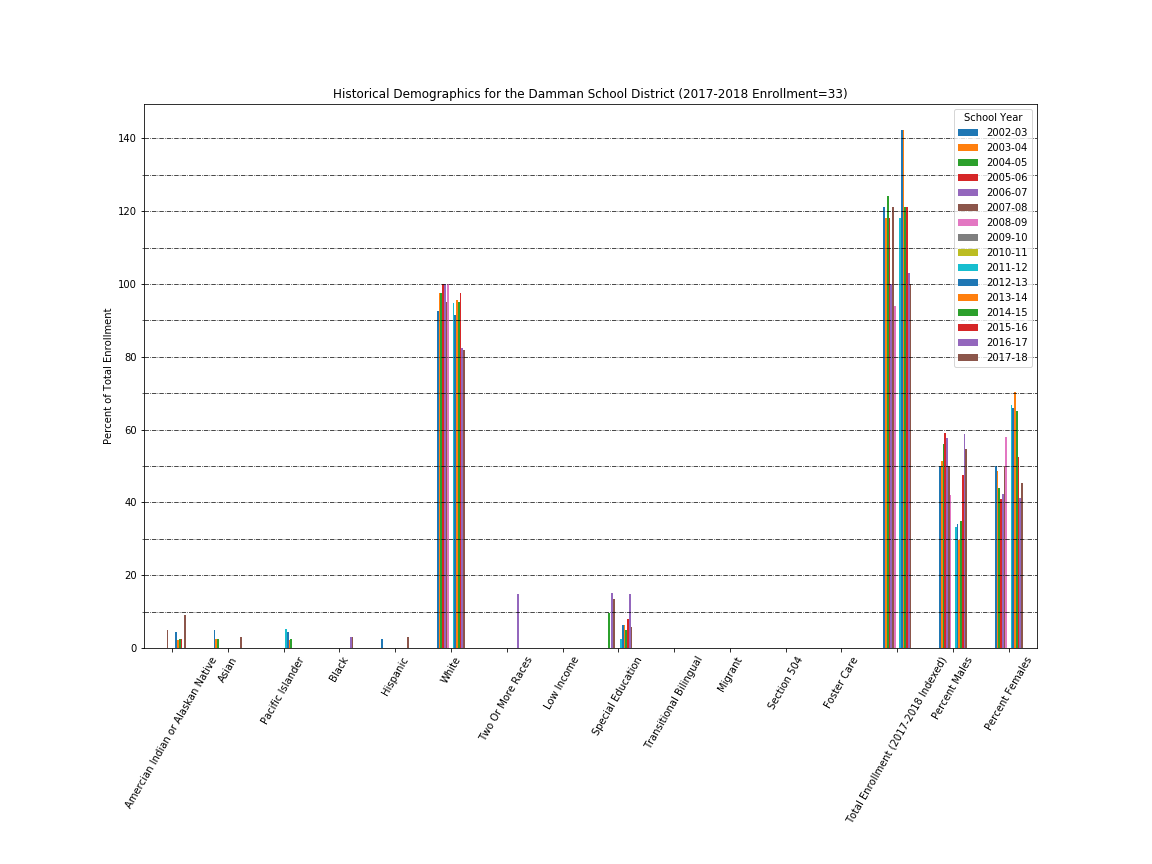 Historical Demographics for the Damman School District (2017-2018 Enrollment=33)
Percent of Total Enrollment
140
120
100
80
60
40
20
0
School Year
2002-03
2003-04
2004-05
2005-06
2006-07
2007-08
2008-09
2009-10
2010-11
2011-12
2012-13
2013-14
2014-15
2015-16
2016-17
2017-18
Amercian Indian or Alaskan Native
Asian
Pacific Islander
Black
Hispanic
White
Two Or More Races
Low Income
Special Education
Transitional Bilingual
Migrant
Section 504
Foster Care
Total Enrollment (2017-2018 Indexed)
Percent Males
Percent Females